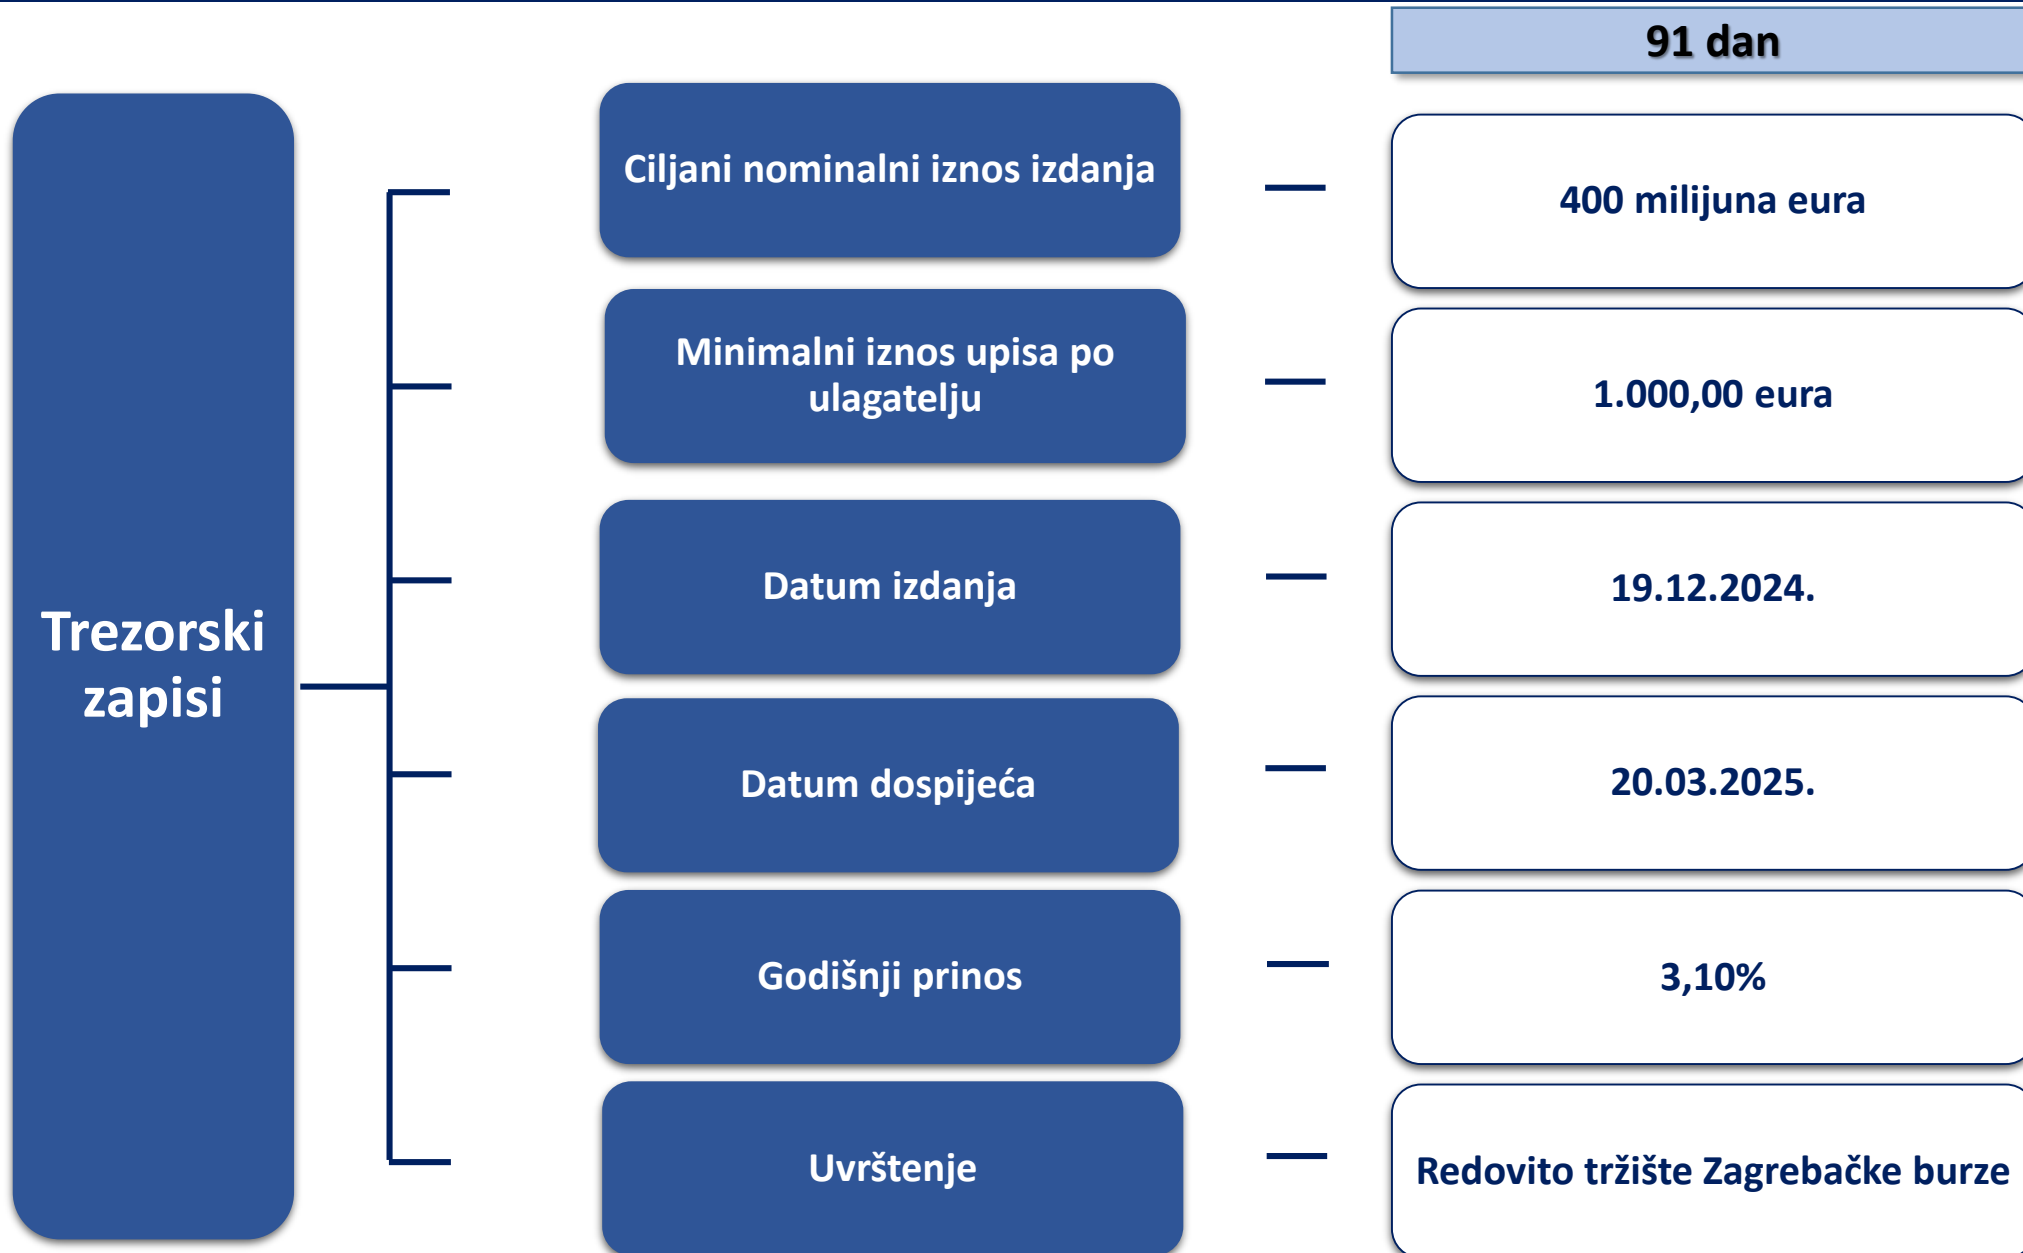 91 dan
Trezorski
zapisi
Ciljani nominalni iznos izdanja
400 milijuna eura
Minimalni iznos upisa po
ulagatelju
1.000,00 eura
Datum izdanja
19.12.2024.
Datum dospijeća
20.03.2025.
Godišnji prinos
3,10%
Uvrštenje
Redovito tržište Zagrebačke burze